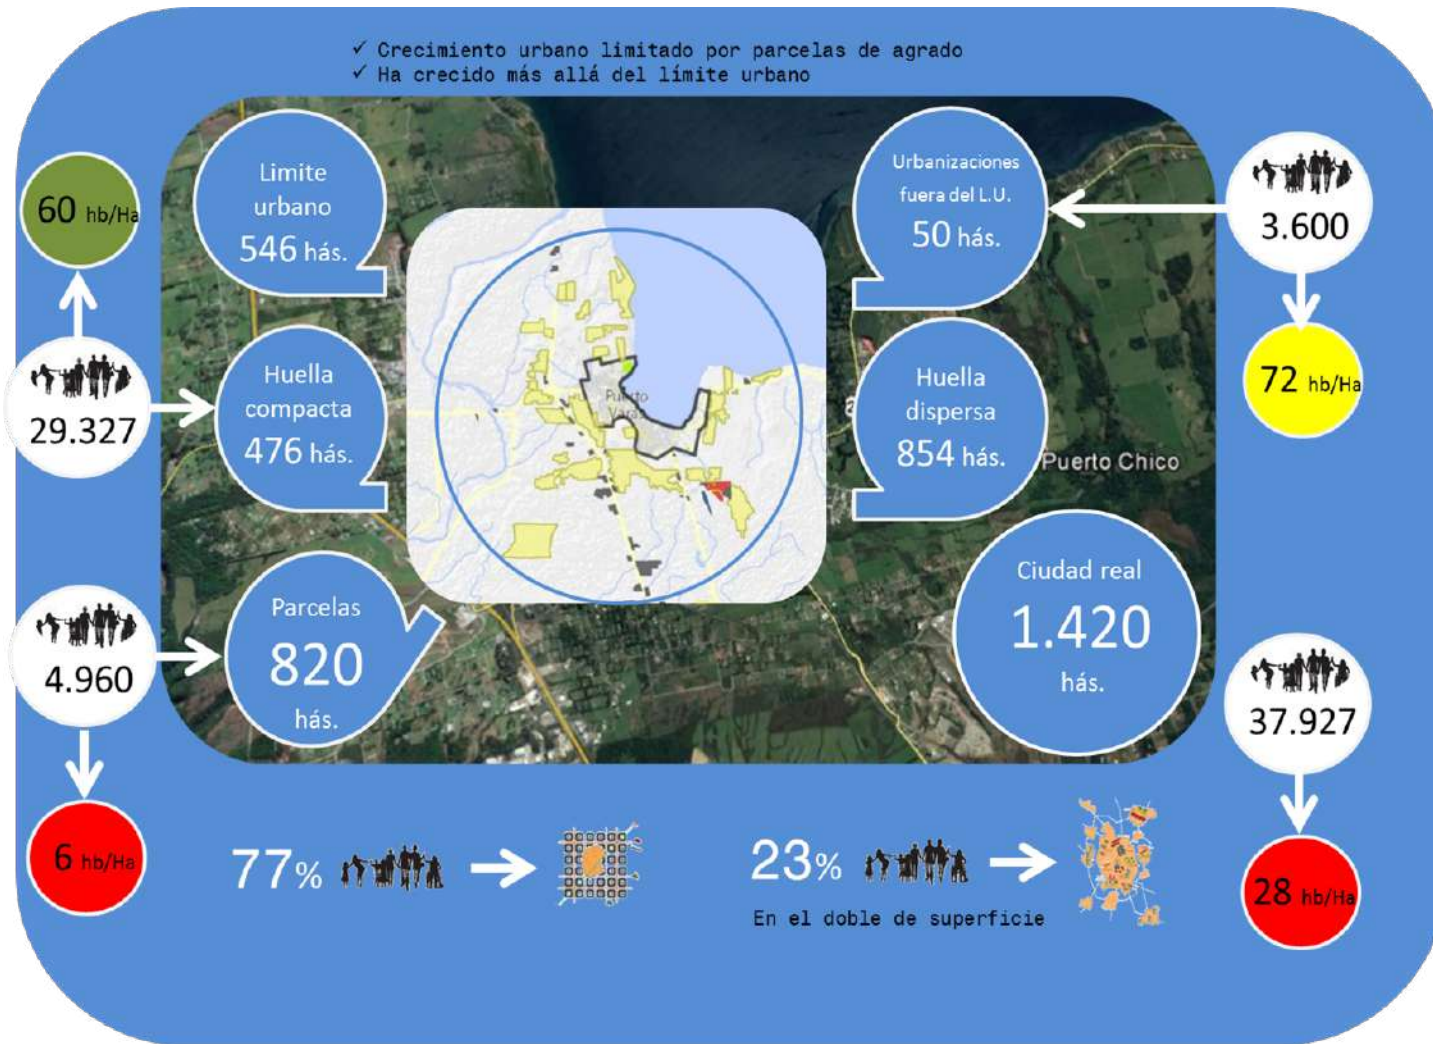 ✓ Crecimiento urbano limitado por parcelas de agrado
✓ Ha crecido más allá del límite urbano
Limite
urbano
546 hás.
Urbanizaciones
fuera del L.U.
50 hás.
3.600
60 hb/Ha
72 hb/Ha
29.327
Huella
compacta
476 hás.
Puerto
Huella
dispersa
854 hás.
Puerto Chico
Parcelas
820
hás.
4.960
Ciudad real
1.420
hás.
37.927
6 hb/Ha
77%
23%
En el doble de superficie
28 hb/Ha